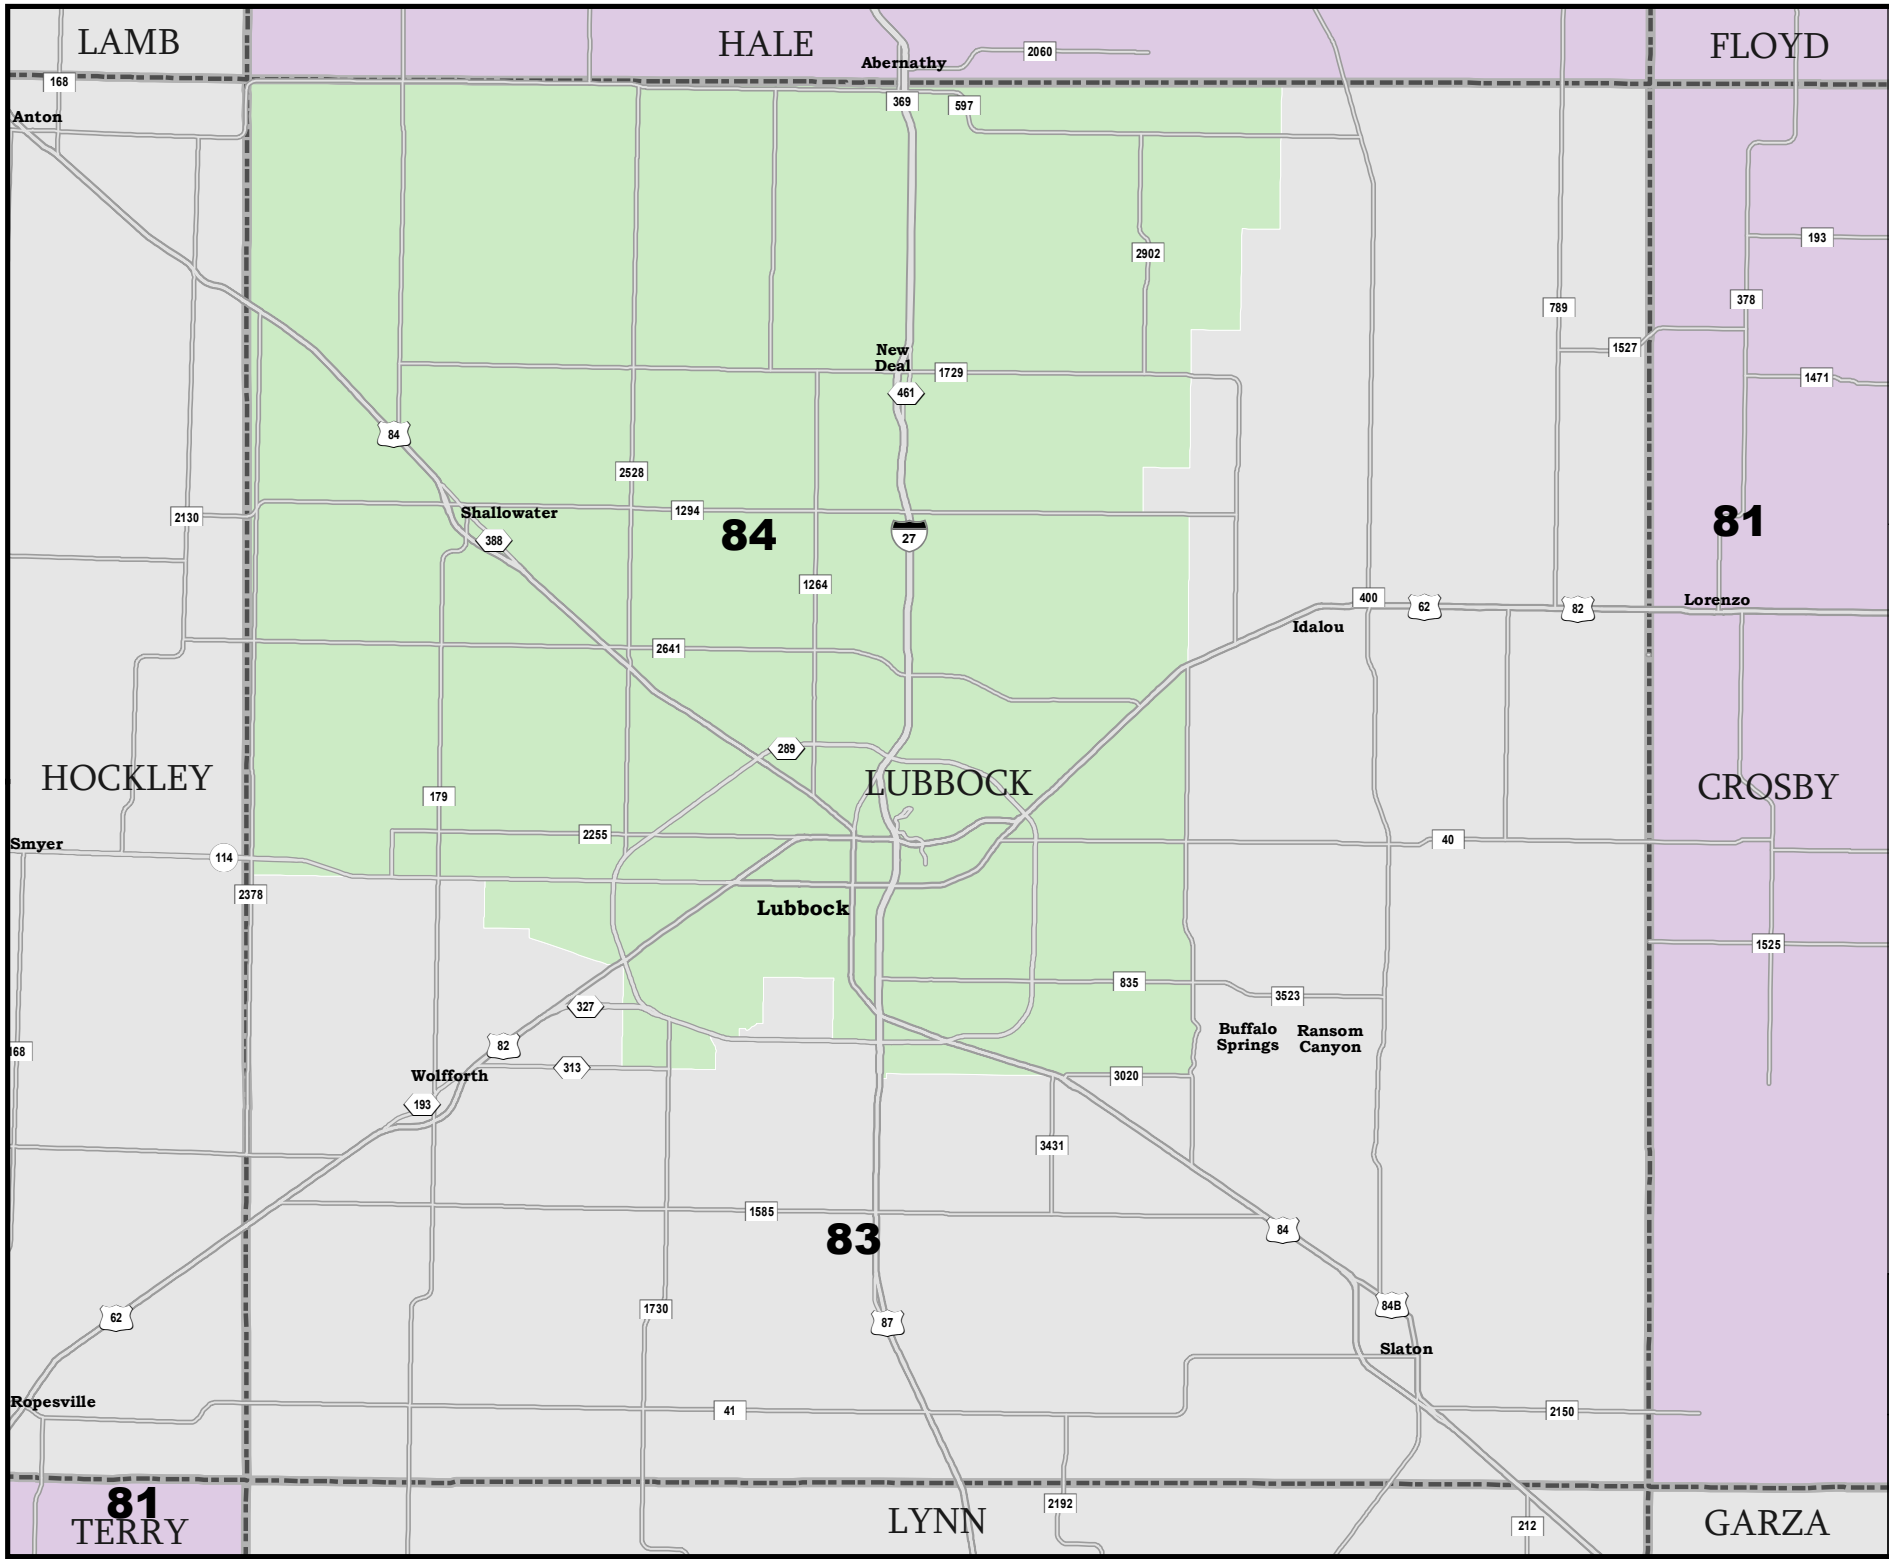 LAMB
HALE
FLOYD
Abernathy
2060
168
369
597
Anton
2902
193
378
789
1527
New
Deal
1729
1471
461
84
2528
2130
1294
Shallowater
388
84
27
81
1264
400
62
82
Lorenzo
Idalou
2641
289
HOCKLEY
LUBBOCK
CROSBY
179
2255
40
Smyer
114
2378
Lubbock
1525
835
3523
327
Buffalo
Springs
Ransom
Canyon
82
68
313
Wolfforth
3020
193
3431
1585
83
84
62
1730
87
84B
Slaton
Ropesville
41
2150
81
TERRY
2192
LYNN
212
GARZA